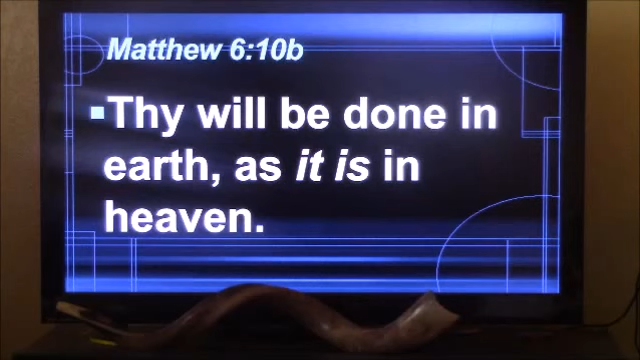 Matthew 6:10b
Thy will be done in
earth, as it is in
heaven.